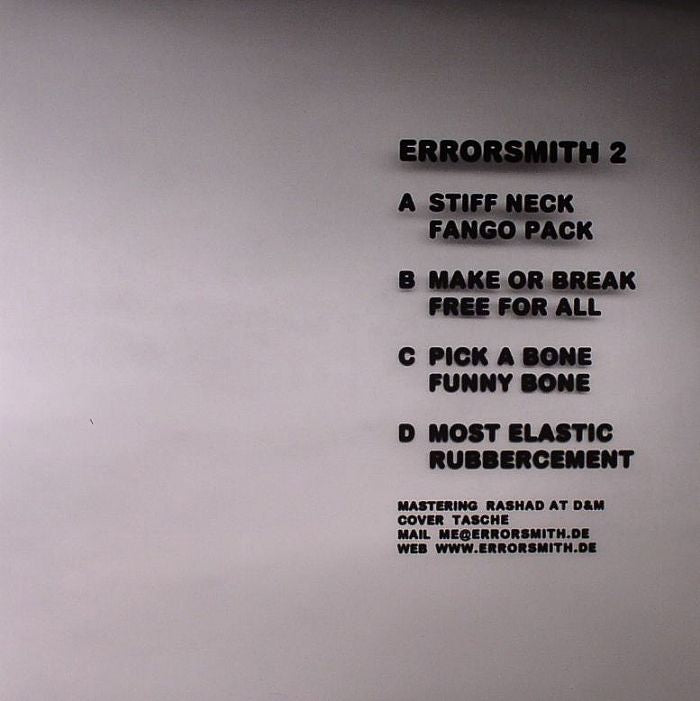 ERRORSMITH 2
A STIFF NECK
FANGO PACK
B MAKE OR BREAK
FREE FOR ALL
C PICK A BONE
FUNNY BONE
D MOST ELASTIC
RUBBERCEMENT
MASTERING RASHAD AT D&M
COVER TASCHE
MAIL ME@ERRORSMITH.DE
WEB WWW.ERRORSMITH.DE